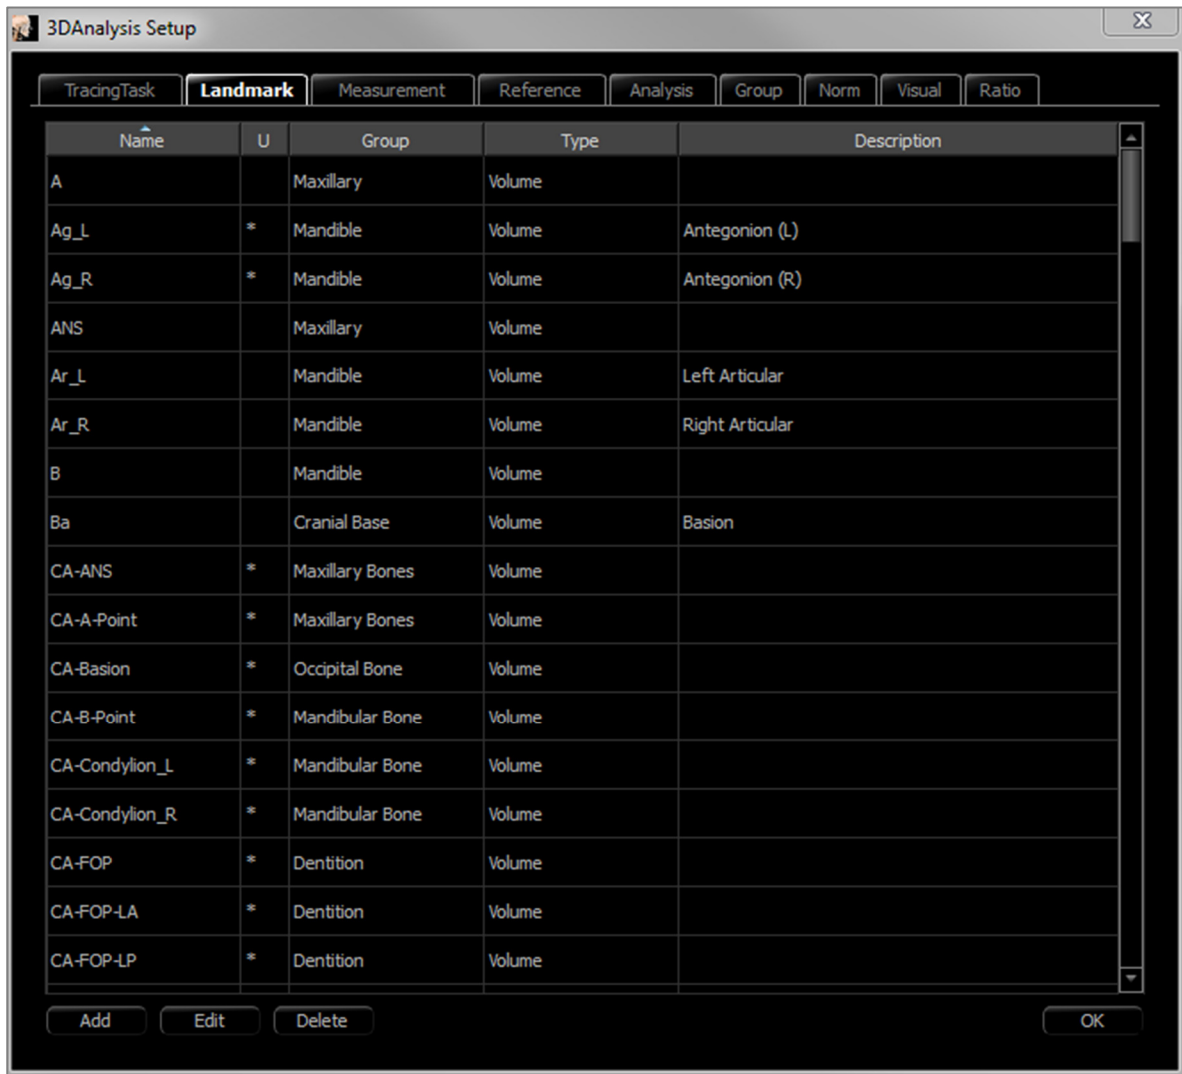 3DAnalysis Setup
TracingTask Landmark Measurement Reference Analysis Group Norm Visual Ratio
Name U Group Type Description
A Maxillary Volume
Ag_L * Mandible Volume Antegonion (L)
Ag_R * Mandible Volume Antegonion (R)
ANS Maxillary Volume
Ar_L Mandible Volume Left Articular
Ar_R Mandible Volume Right Articular
B Mandible Volume
Ba Cranial Base Volume Basion
CA-ANS * Maxillary Bones Volume
CA-A-Point * Maxillary Bones Volume
CA-Basion * Occipital Bone Volume
CA-B-Point * Mandibular Bone Volume
CA-Condylion_L * Mandibular Bone Volume
CA-Condylion_R * Mandibular Bone Volume
CA-FOP * Dentition Volume
CA-FOP-LA * Dentition Volume
CA-FOP-LP * Dentition Volume
Add Edit Delete OK